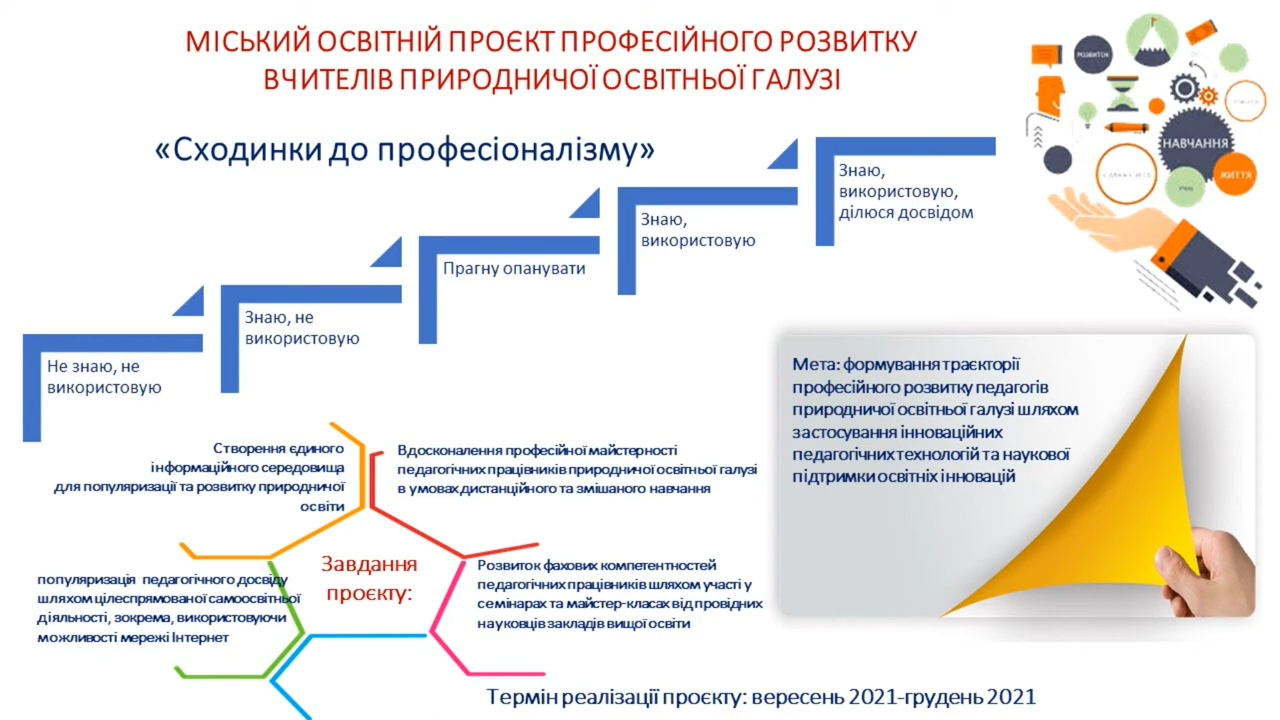 МІСЬКИЙ ОСВІТНІЙ ПРОЄКТ ПРОФЕСІЙНОГО РОЗВИТКУ
ВЧИТЕЛІВ ПРИРОДНИЧОЇ ОСВІТНЬОЇ ГАЛУЗІ
«Сходинки до професіоналізму»
Не знаю, не
використовую
Знаю, не
використовую
Прагну опанувати
Знаю,
використовую
Знаю,
використовую,
ділюся досвідом
РОЗВИТОК
НАВЧАННЯ
ЖИТТЯ
Мета: формування траєкторії
професійного розвитку педагогів
природничої освітньої галузі шляхом
застосування інноваційних
педагогічних технологій та наукової
підтримки освітніх інновацій
Створення єдиного
інформаційного середовища
для популяризації та розвитку природничої
освіти
Вдосконалення професійної майстерності
педагогічних працівників природничої освітньої галузі
в умовах дистанційного та змішаного навчання
Завдання
проєкту:
популяризація педагогічного досвіду
шляхом цілеспрямованої самоосвітньої
діяльності, зокрема, використовуючи
можливості мережі Інтернет
Розвиток фахових компетентностей
педагогічних працівників шляхом участі у
семінарах та майстер-класах від провідних
науковців закладів вищої освіти
Термін реалізації проєкту: вересень 2021-грудень 2021